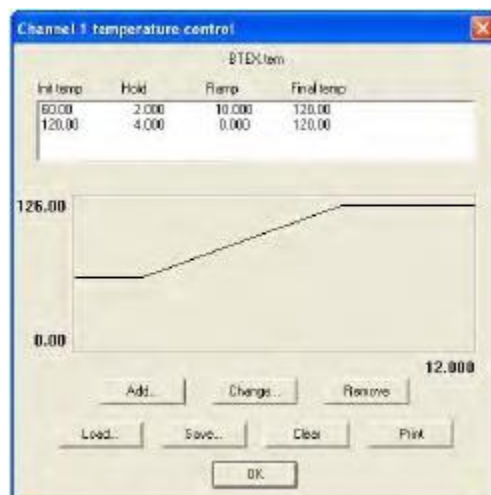 Channel 1 temperature control
BTEX.tem
Init temp Hold Ramp Final temp
60.00 2.000 10.000 120.00
120.00 4.000 0.000 120.00
126.00
0.00
12.000
Add... Change... Remove
Load... Save... Clear Print
OK